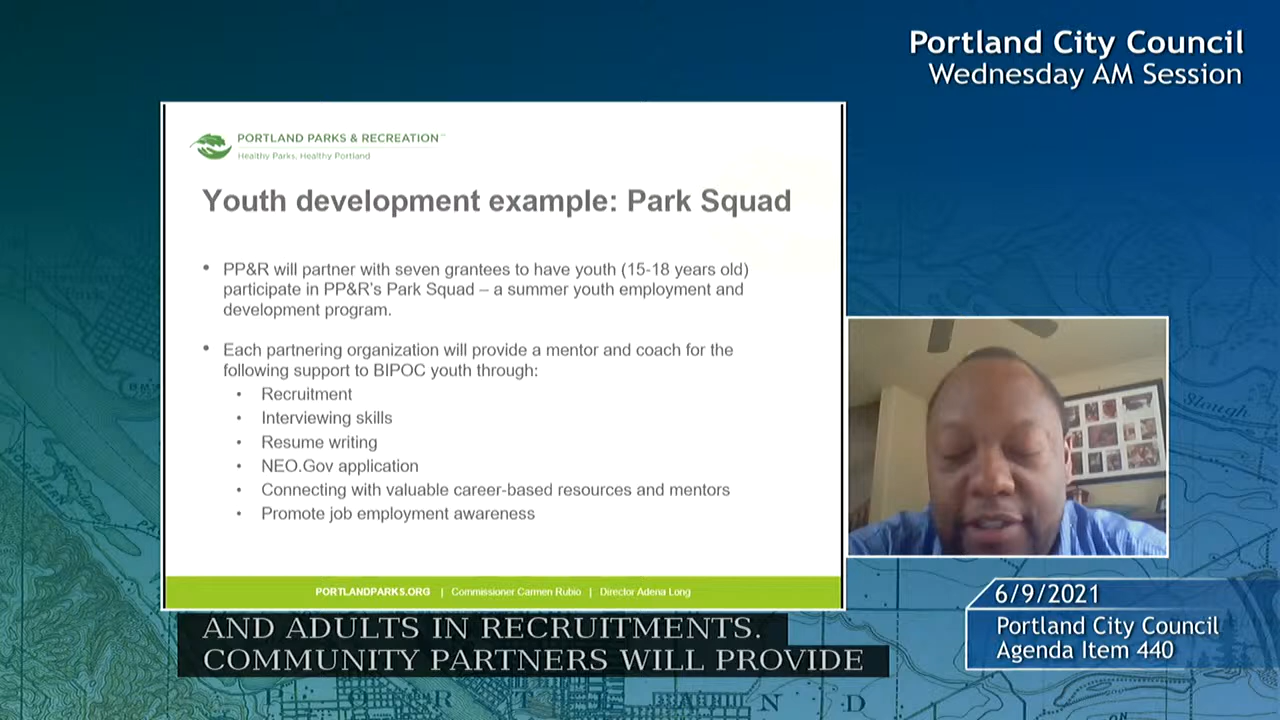 Portland City Council
Wednesday AM Session
PORTLAND PARKS & RECREATION
Healthy Parks, Healthy Portland
Youth development example: Park Squad
• PP&R will partner with seven grantees to have youth (15-18 years old)
participate in PP&R's Park Squad – a summer youth employment and
development program.
• Each partnering organization will provide a mentor and coach for the
following support to BIPOC youth through:
• Recruitment
• Interviewing skills
• Resume writing
• NEO.Gov application
• Connecting with valuable career-based resources and mentors
• Promote job employment awareness
PORTLANDPARKS.ORG | Commissioner Carmen Rubio | Director Adena Long
AND ADULTS IN RECRUITMENTS.
COMMUNITY PARTNERS WILL PROVIDE
6/9/2021
Portland City Council
Agenda Item 440
Slough